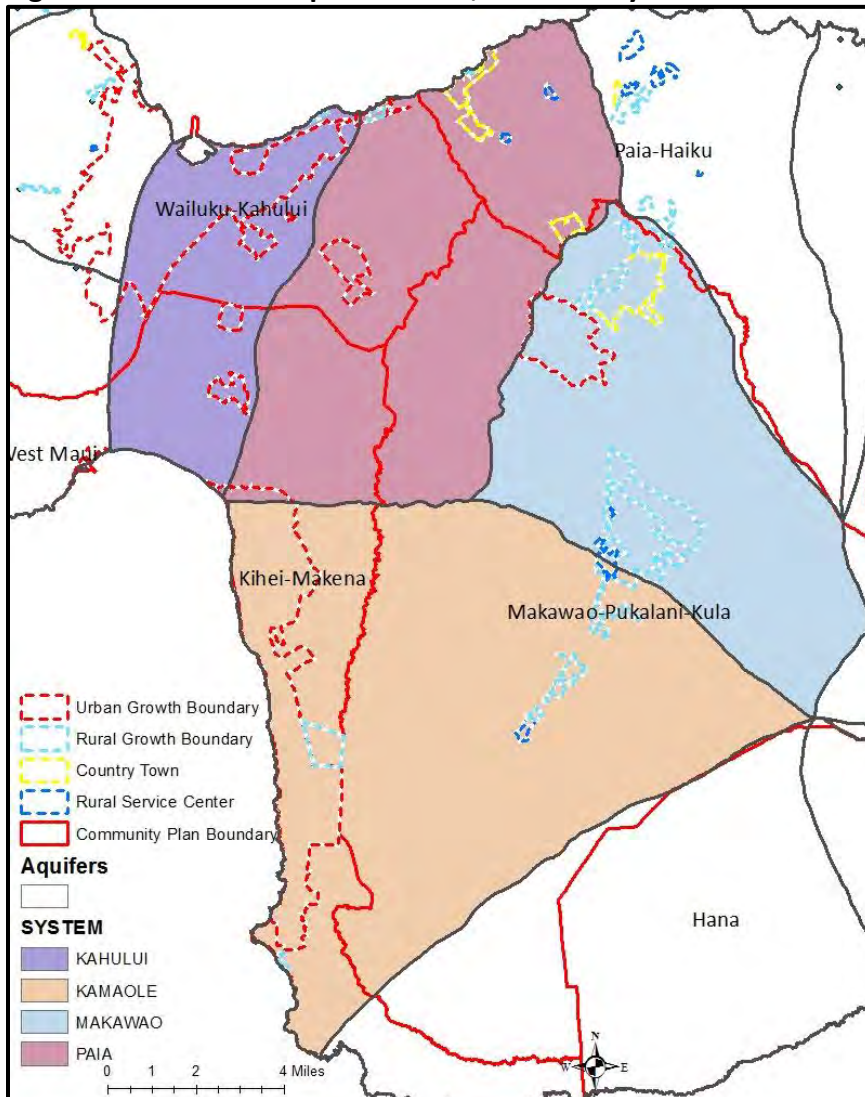 Paia-Haiku
Wailuku-Kahului
West Maui
Kihei-Makena
Makawao-Pukalani-Kula
Urban Growth Boundary
Rural Growth Boundary
Country Town
Rural Service Center
Community Plan Boundary
Aquifers
Hana
SYSTEM
KAHULUI
KAMAOLE
MAKAWAO
PAIA
N
W E
S
0 1 2 4 Miles